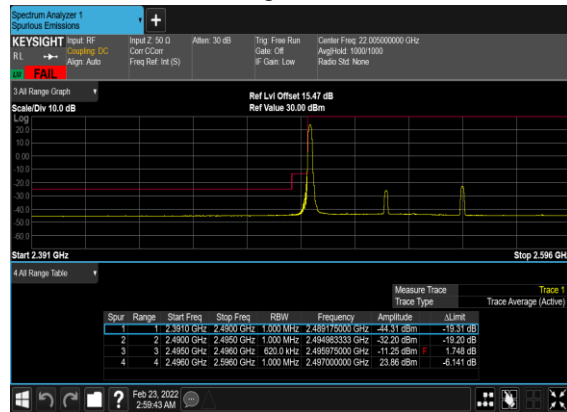 Spectrum Analyzer 1
Spurious Emissions
+
KEYSIGHT Input: RF Input Z: 50 Ω Atten: 30 dB Trig: Free Run Center Freq: 22.005000000 GHz
RL Coupling: DC Corr CCorr Gate: Off Avg|Hold: 1000/1000
Align: Auto Freq Ref: Int (S) IF Gain: Low Radio Std: None
LW FAIL
3 All Range Graph Ref Lvl Offset 15.47 dB
Scale/Div 10.0 dB Ref Value 30.00 dBm
Log
20.0
10.0
0.00
-10.0
-20.0
-30.0
-40.0
-50.0
-60.0
Start 2.391 GHz Stop 2.596 GH
4 All Range Table
Measure Trace Trace 1
Trace Type Trace Average (Active)
Spur Range Start Freq Stop Freq RBW Frequency Amplitude ΔLimit
1 1 2.3910 GHz 2.4900 GHz 1.000 MHz 2.489175000 GHz -44.31 dBm -19.31 dB
2 2 2.4900 GHz 2.4950 GHz 1.000 MHz 2.494983333 GHz -32.20 dBm -19.20 dB
3 3 2.4950 GHz 2.4960 GHz 620.0 kHz 2.495975000 GHz -11.25 dBm F 1.748 dB
4 4 2.4960 GHz 2.5960 GHz 1.000 MHz 2.497000000 GHz 23.86 dBm -6.141 dB
? Feb 23, 2022
2:59:43 AM